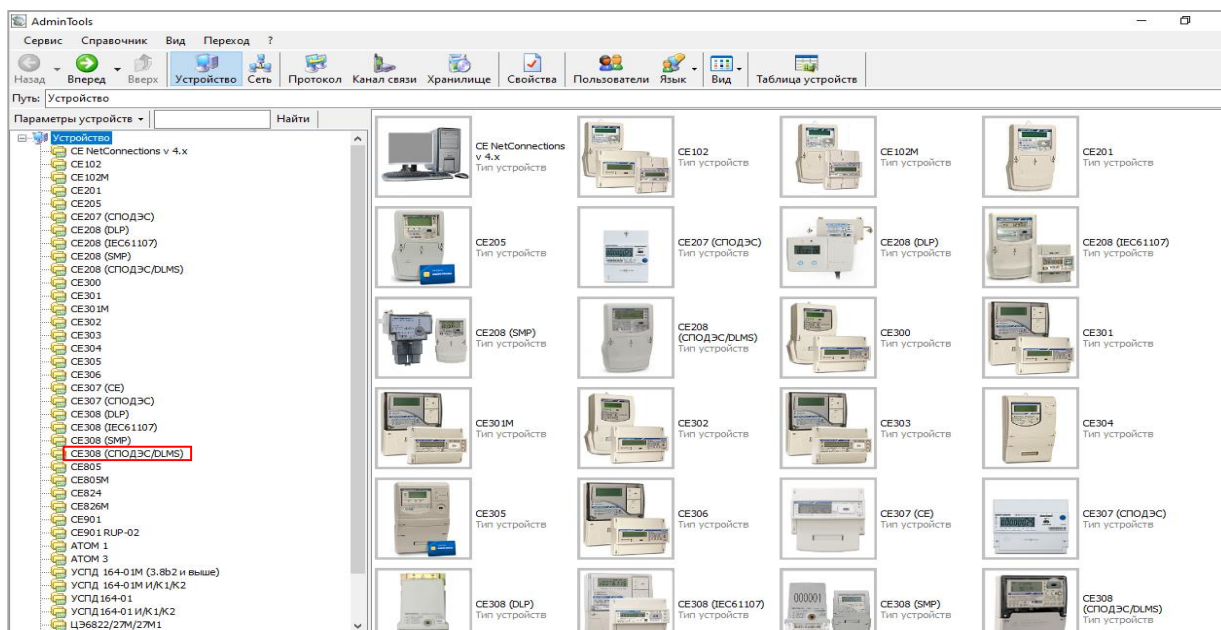 AdminTools
Сервис Справочник Вид Переход ?
Назад Вперед Вверх Устройство Сеть Протокол Канал связи Хранилище Свойства Пользователи Язык Вид Таблица устройств
Путь: Устройство
Параметры устройств Найти
Устройство
CE NetConnections v 4.x
CE102
CE102M
CE201
CE205
CE207 (СПОДЭС)
CE208 (DLP)
CE208 (IEC61107)
CE208 (SMP)
CE208 (СПОДЭС/DLMS)
CE300
CE301
CE301M
CE302
CE303
CE304
CE305
CE306
CE307 (CE)
CE307 (СПОДЭС)
CE308 (DLP)
CE308 (IEC61107)
CE308 (SMP)
CE308 (СПОДЭС/DLMS)
CE805
CE805M
CE824
CE826M
CE901
CE901 RUP-02
ATOM 1
ATOM 3
УСПД 164-01М (3.8b2 и выше)
УСПД 164-01М И/К1/К2
УСПД164-01
УСПД164-01 И/К1/К2
ЦЭ6822/27М/27М1
CE NetConnections
v 4.x
Тип устройств
CE102
Тип устройств
CE102M
Тип устройств
CE201
Тип устройств
CE205
Тип устройств
CE207 (СПОДЭС)
Тип устройств
CE208 (DLP)
Тип устройств
CE208 (IEC61107)
Тип устройств
CE208 (SMP)
Тип устройств
CE208
(СПОДЭС/DLMS)
Тип устройств
CE300
Тип устройств
CE301
Тип устройств
CE301M
Тип устройств
CE302
Тип устройств
CE303
Тип устройств
CE304
Тип устройств
CE305
Тип устройств
CE306
Тип устройств
CE307 (CE)
Тип устройств
CE307 (СПОДЭС)
Тип устройств
CE308 (DLP)
Тип устройств
CE308 (IEC61107)
Тип устройств
000001
CE308 (SMP)
Тип устройств
CE308
(СПОДЭС/DLMS)
Тип устройств